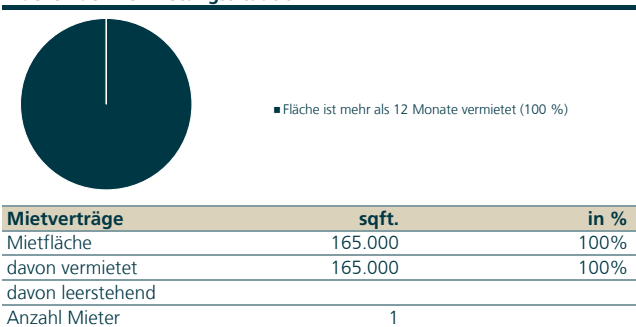 Fläche ist mehr als 12 Monate vermietet (100 %)
Mietverträge sqft. in %
Mietfläche 165.000 100%
davon vermietet 165.000 100%
davon leerstehend
Anzahl Mieter 1